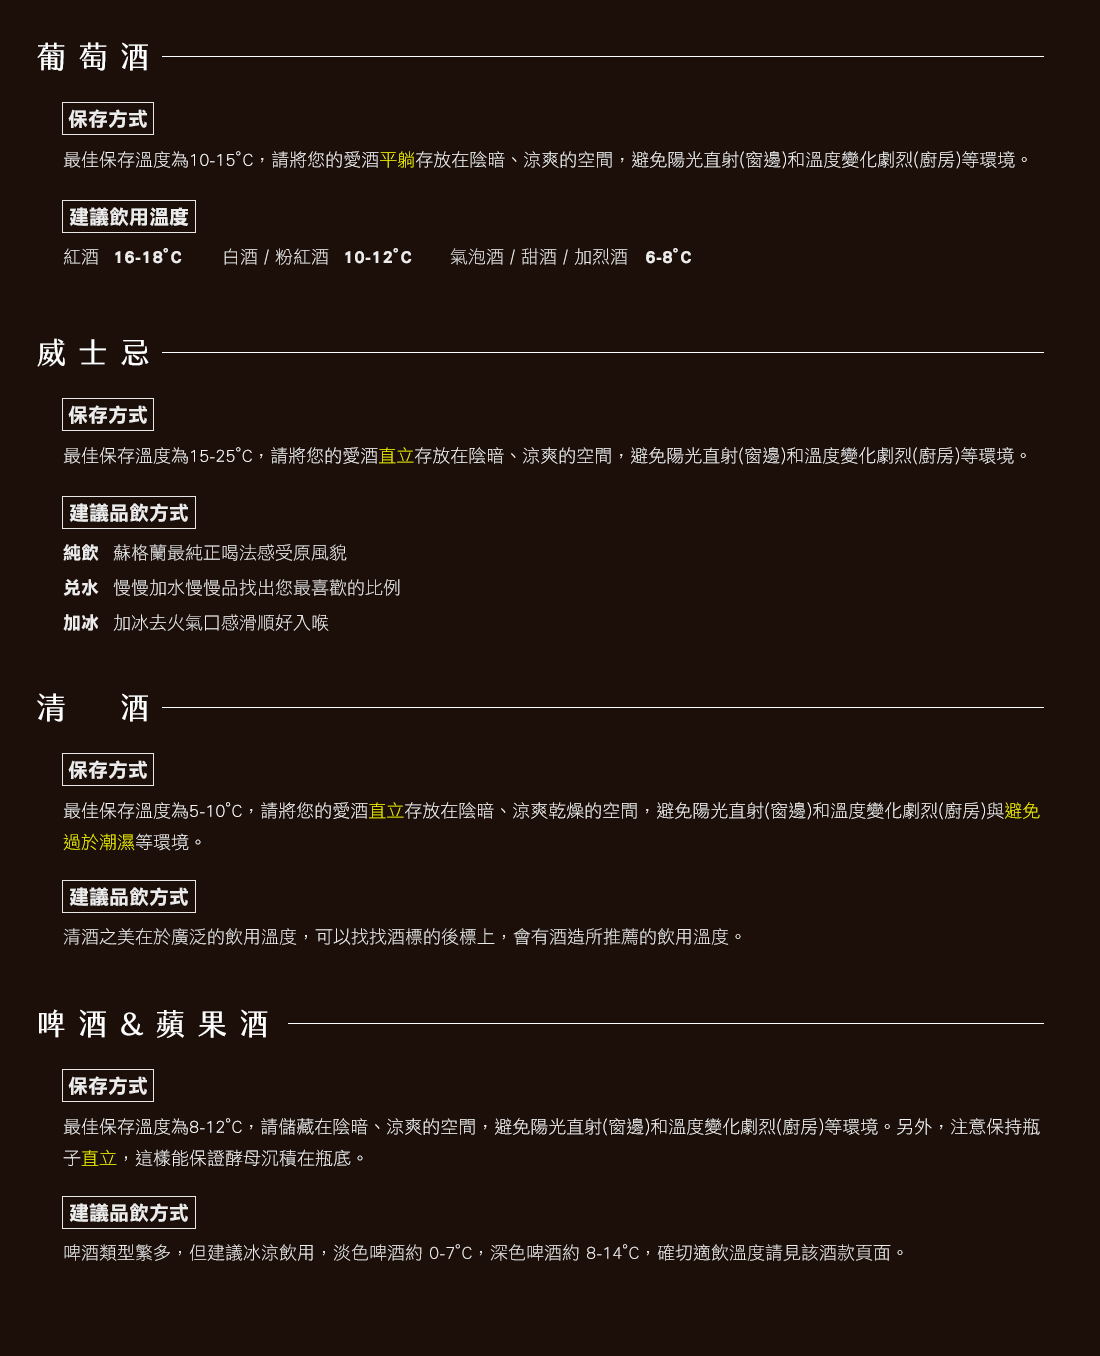 葡萄酒
保存方式
最佳保存溫度為10-15˚C，請將您的愛酒平躺存放在陰暗、涼爽的空間，避免陽光直射(窗邊)和溫度變化劇烈(廚房)等環境。
建議飲用溫度
紅酒 16-18˚C 白酒 / 粉紅酒 10-12˚C 氣泡酒 / 甜酒 / 加烈酒 6-8˚C
威士忌
保存方式
最佳保存溫度為15-25˚C，請將您的愛酒直立存放在陰暗、涼爽的空間，避免陽光直射(窗邊)和溫度變化劇烈(廚房)等環境。
建議品飲方式
純飲 蘇格蘭最純正喝法感受原風貌
兌水 慢慢加水慢慢品找出您最喜歡的比例
加冰 加冰去火氣口感滑順好入喉
清 酒
保存方式
最佳保存溫度為5-10˚C，請將您的愛酒直立存放在陰暗、涼爽乾燥的空間，避免陽光直射(窗邊)和溫度變化劇烈(廚房)與避免
過於潮濕等環境。
建議品飲方式
清酒之美在於廣泛的飲用溫度，可以找找酒標的後標上，會有酒造所推薦的飲用溫度。
啤酒&蘋果酒
保存方式
最佳保存溫度為8-12˚C，請儲藏在陰暗、涼爽的空間，避免陽光直射(窗邊)和溫度變化劇烈(廚房)等環境。另外，注意保持瓶
子直立，這樣能保證酵母沉積在瓶底。
建議品飲方式
啤酒類型繁多，但建議冰涼飲用，淡色啤酒約 0-7˚C，深色啤酒約 8-14˚C，確切適飲溫度請見該酒款頁面。